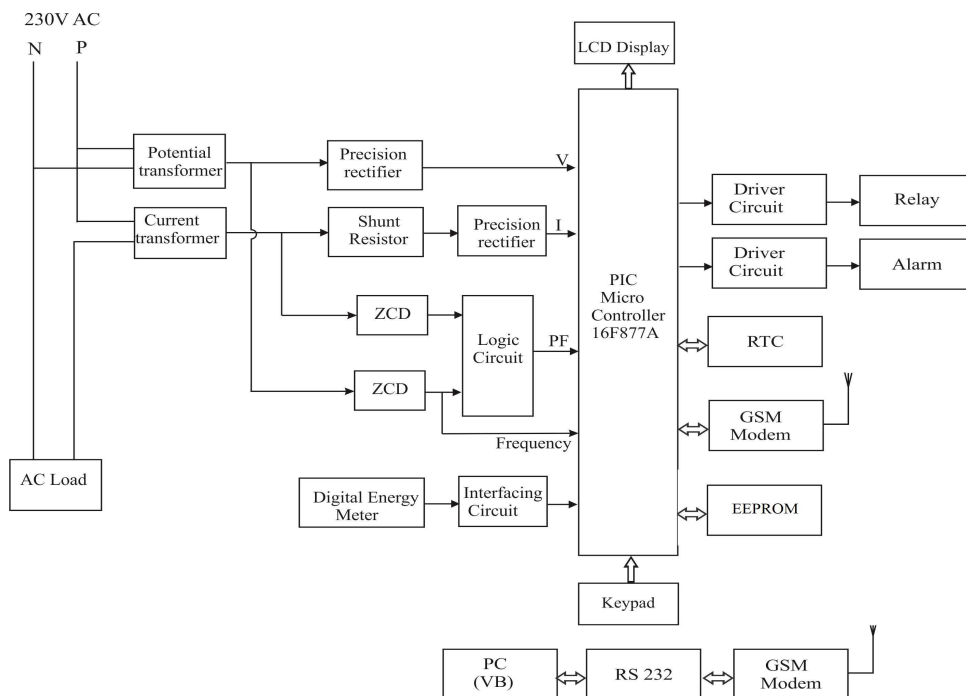 230V AC
N
P
LCD Display
Potential
transformer
Precision
rectifier
V
Current
transformer
Shunt
Resistor
Precision
rectifier
I
ZCD
Logic
Circuit
PF
ZCD
Frequency
AC Load
Digital Energy
Meter
Interfacing
Circuit
PIC
Micro
Controller
16F877A
Driver
Circuit
Relay
Driver
Circuit
Alarm
RTC
GSM
Modem
EEPROM
Keypad
PC
(VB)
RS 232
GSM
Modem